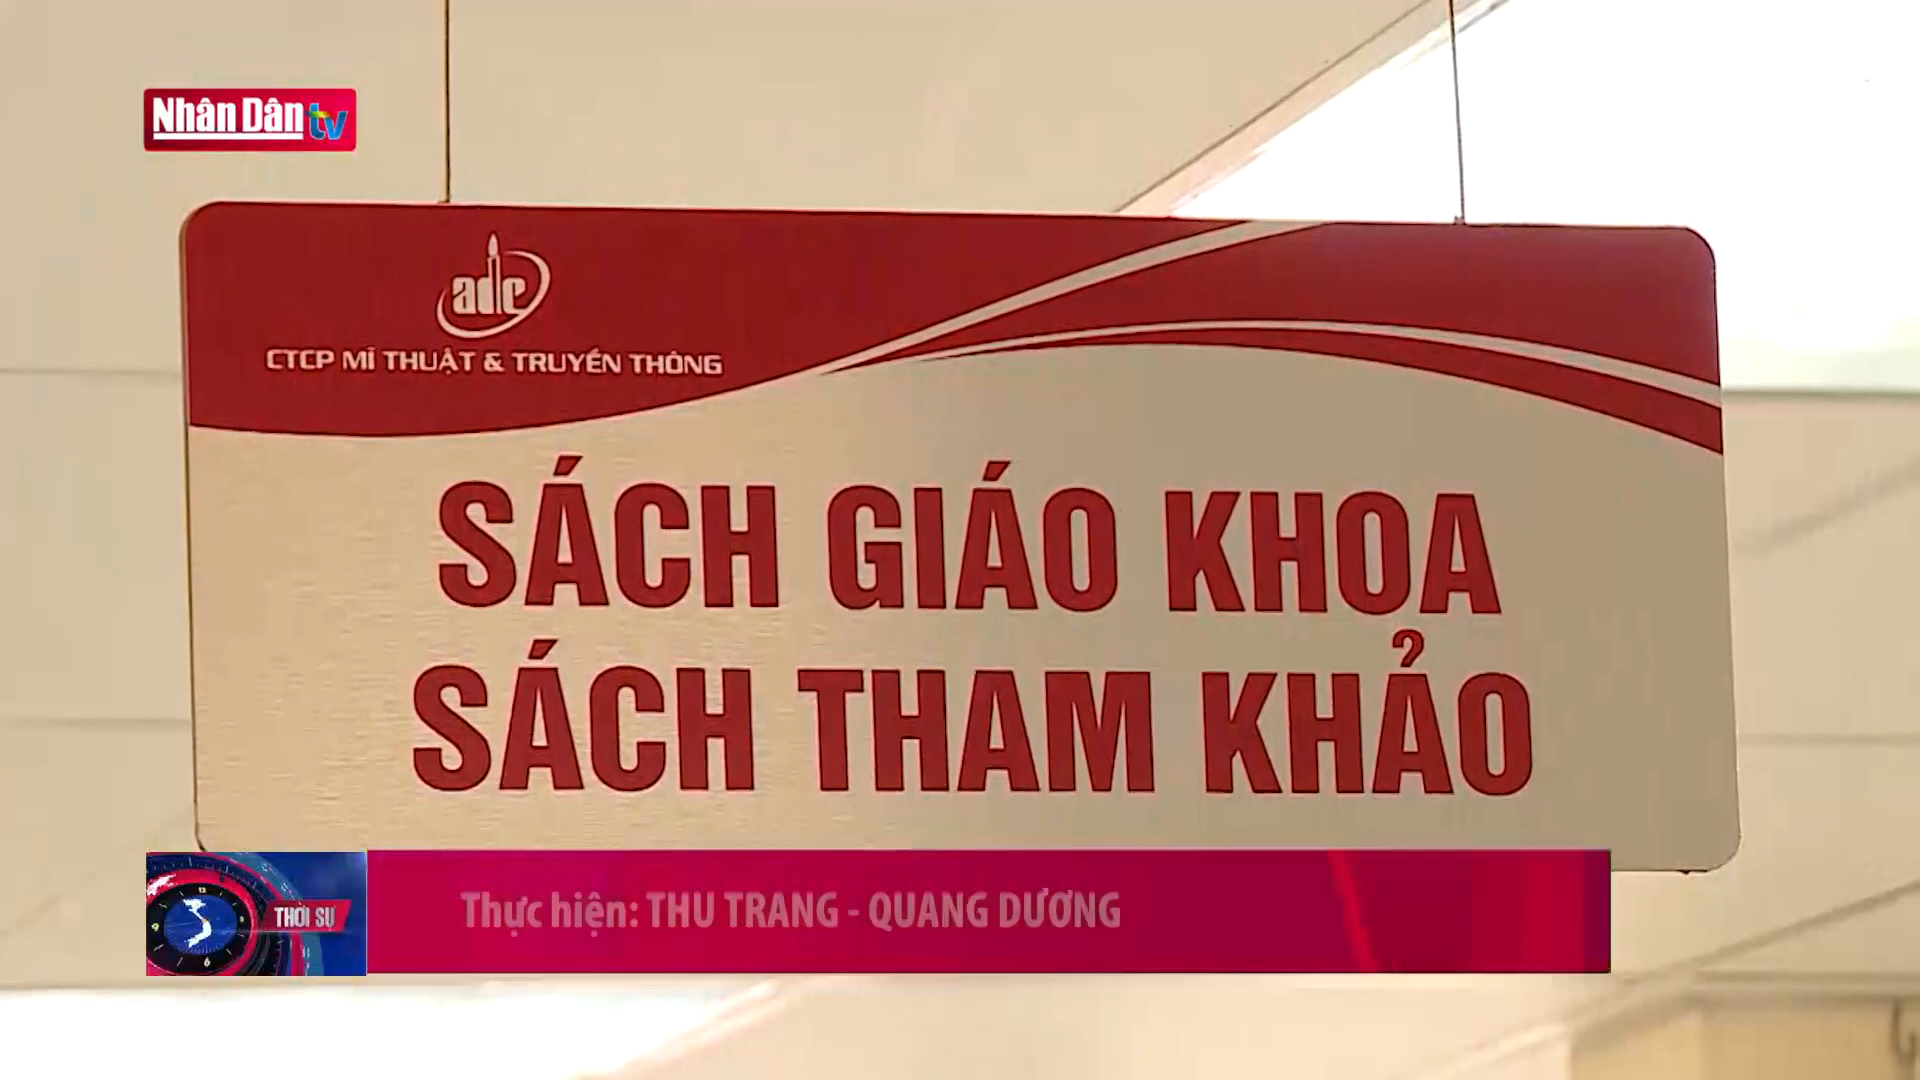 Nhân Dân tv
adc
CTCP MĨ THUẬT & TRUYỀN THÔNG
SÁCH GIÁO KHOA
SÁCH THAM KHẢO
THỜI SỰ
Thực hiện: THU TRANG - QUANG DƯƠNG